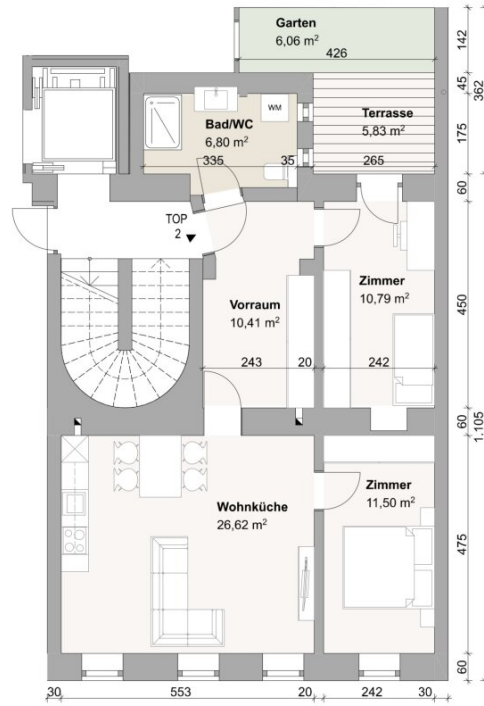 Garten
6,06 m²
426
142
45
362
WM
Bad/WC
6,80 m²
335
35
Terrasse
5,83 m²
265
175
60
TOP
2
Vorraum
10,41 m²
243
20
Zimmer
10,79 m²
242
450
60
1.105
Wohnküche
26,62 m²
Zimmer
11,50 m²
475
60
30
553
20
242
30